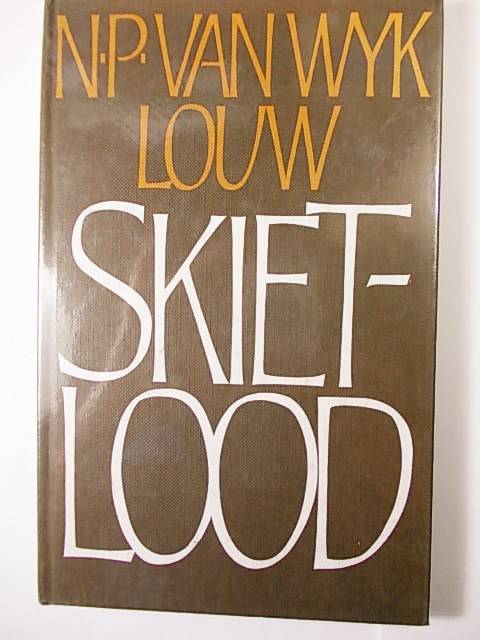 N.P. VAN WYK
LOUW
SKIET-
LOOD